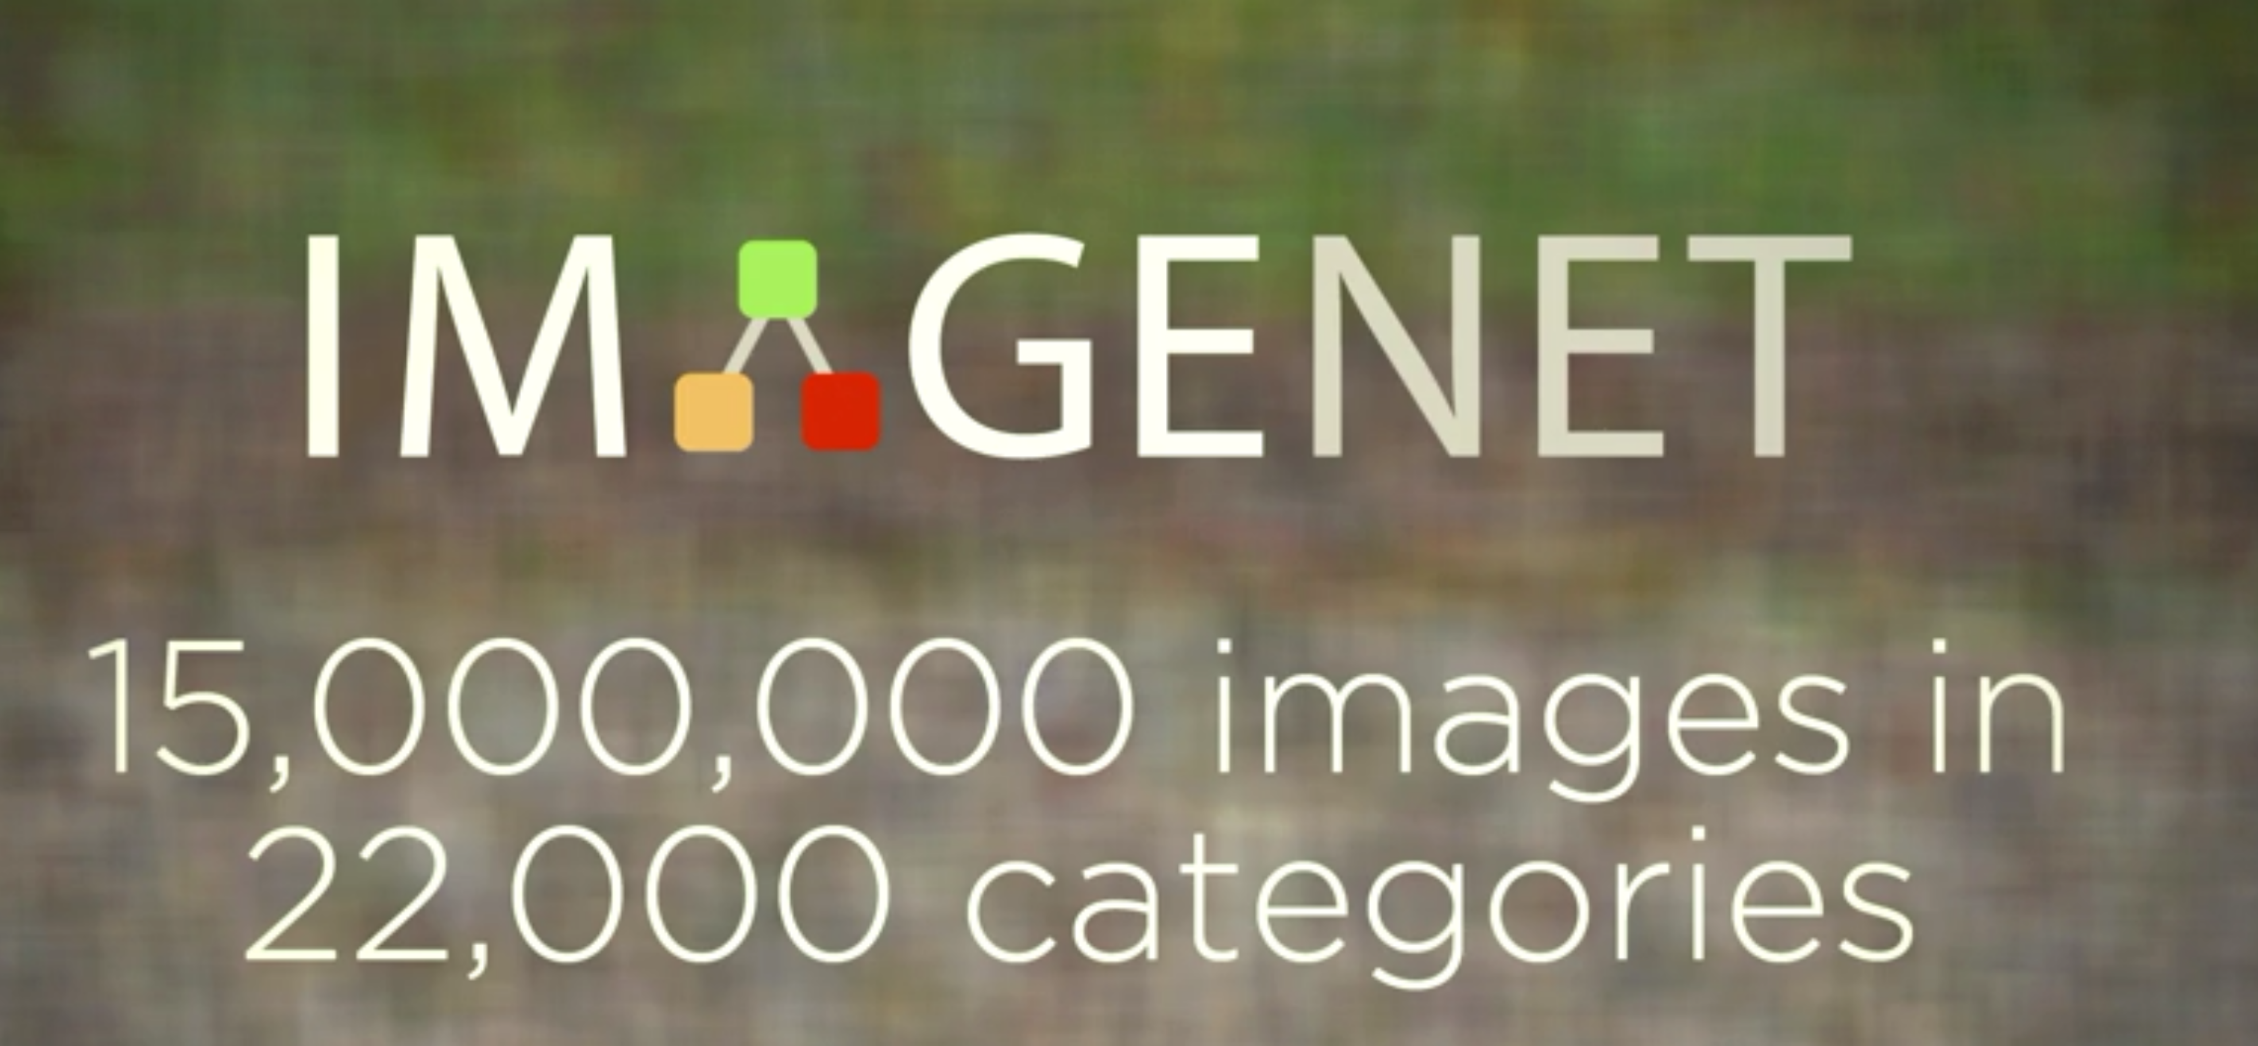 IMAGENET
15,000,000 images in
22,000 categories